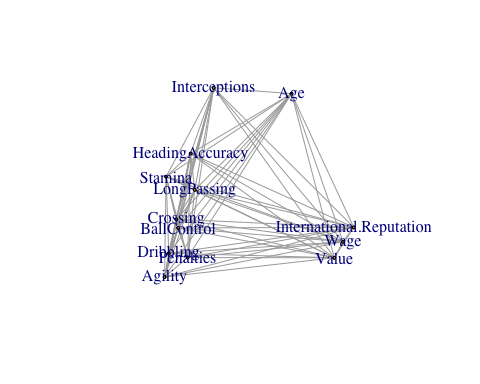 Interceptions
Age
HeadingAccuracy
Stamina
LongPassing
Crossing
BallControl
International.Reputation
Wage
Dribbling
Penalties
Value
Agility